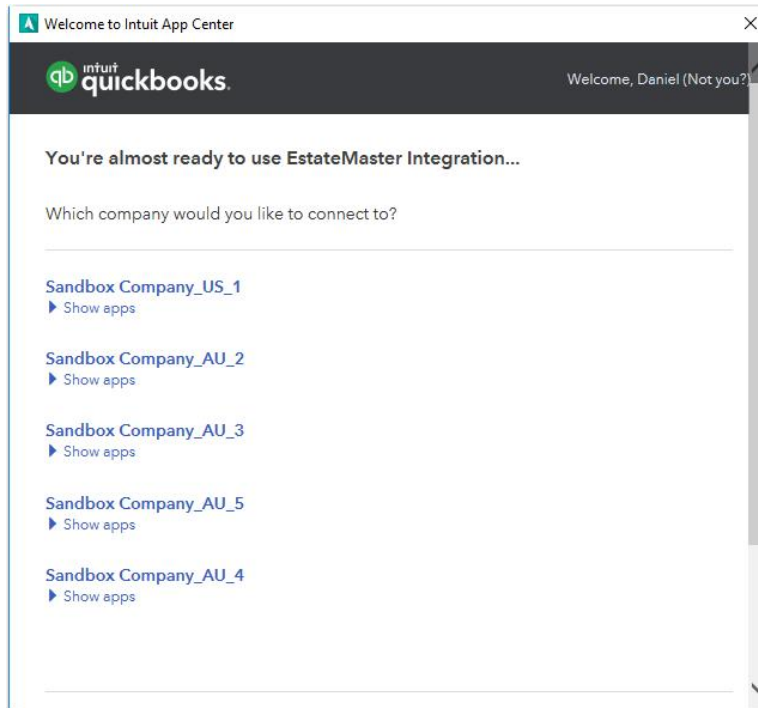 Welcome to Intuit App Center
intuit
quickbooks.
Welcome, Daniel (Not you?)
You're almost ready to use EstateMaster Integration...
Which company would you like to connect to?
Sandbox Company_US_1
Show apps
Sandbox Company_AU_2
Show apps
Sandbox Company_AU_3
Show apps
Sandbox Company_AU_5
Show apps
Sandbox Company_AU_4
Show apps